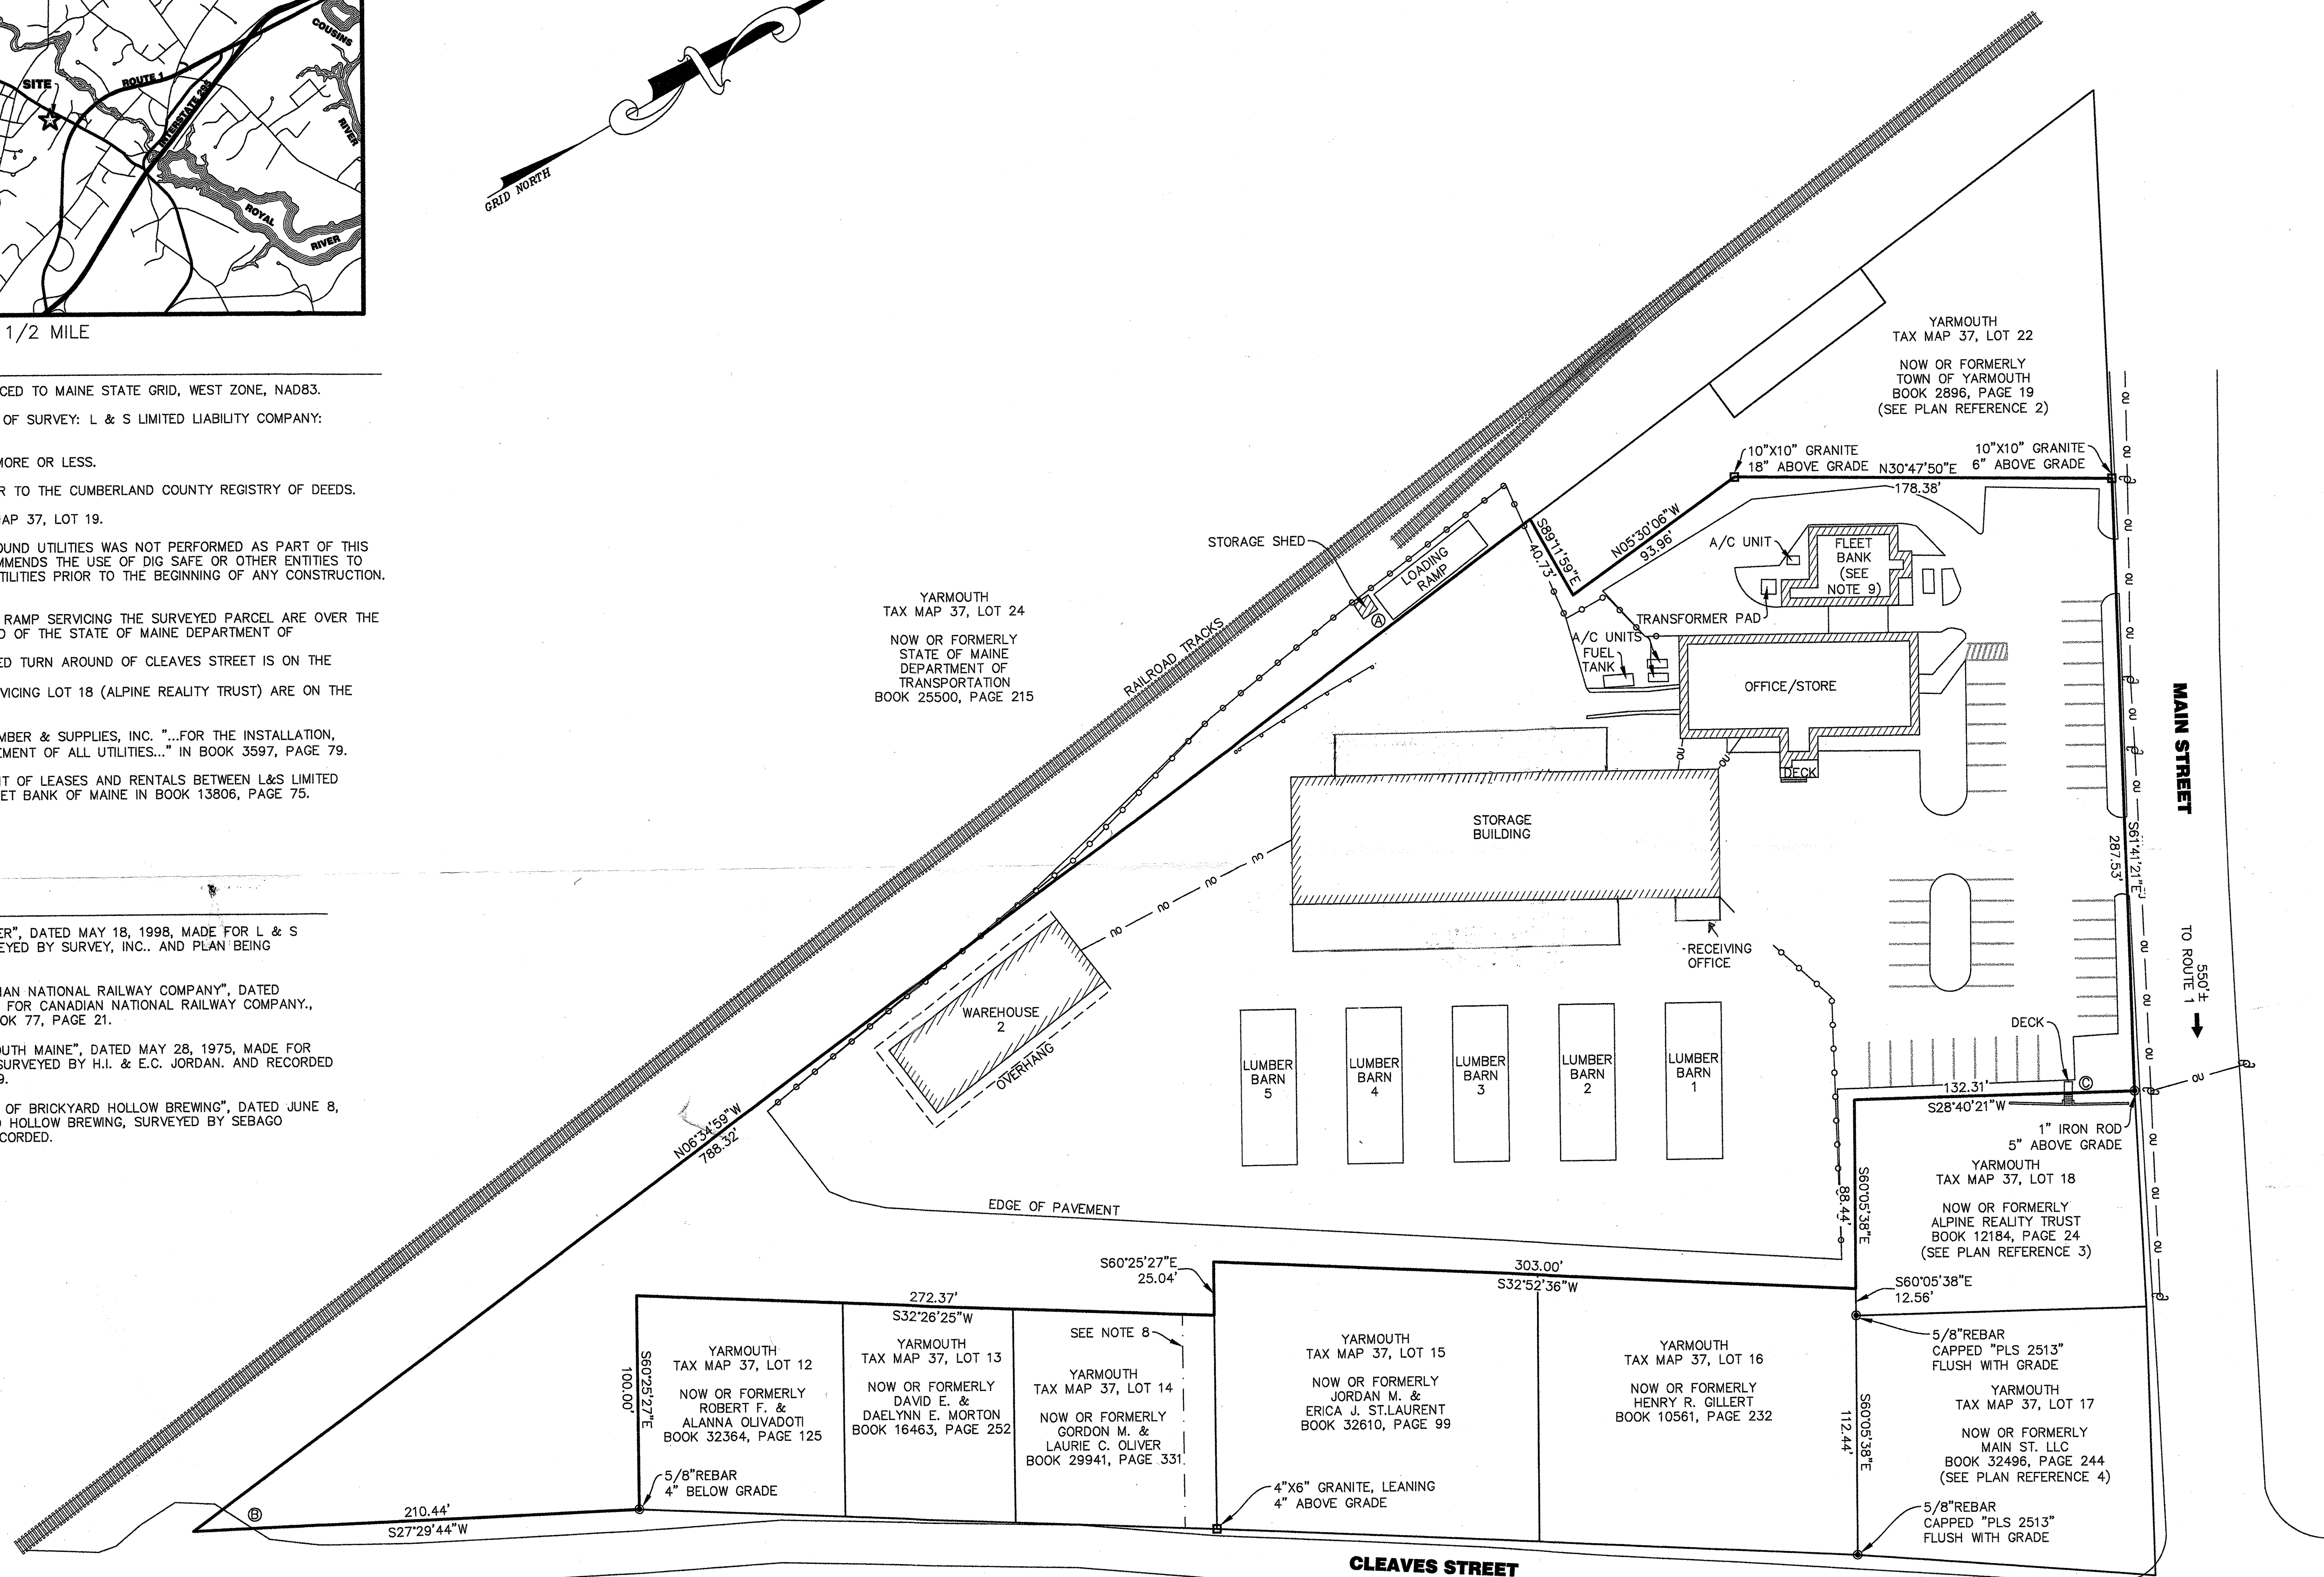 COUSINS
RIVER
SITE
ROUTE 1
INTERSTATE 295
ROYAL
RIVER
1/2 MILE
GRID NORTH
N
CED TO MAINE STATE GRID, WEST ZONE, NAD83.
OF SURVEY: L & S LIMITED LIABILITY COMPANY:
MORE OR LESS.
R TO THE CUMBERLAND COUNTY REGISTRY OF DEEDS.
AP 37, LOT 19.
OUND UTILITIES WAS NOT PERFORMED AS PART OF THIS
MMENDS THE USE OF DIG SAFE OR OTHER ENTITIES TO
TILITIES PRIOR TO THE BEGINNING OF ANY CONSTRUCTION.
RAMP SERVICING THE SURVEYED PARCEL ARE OVER THE
D OF THE STATE OF MAINE DEPARTMENT OF
ED TURN AROUND OF CLEAVES STREET IS ON THE
VICING LOT 18 (ALPINE REALITY TRUST) ARE ON THE
MBER & SUPPLIES, INC. "...FOR THE INSTALLATION,
EMENT OF ALL UTILITIES..." IN BOOK 3597, PAGE 79.
NT OF LEASES AND RENTALS BETWEEN L&S LIMITED
ET BANK OF MAINE IN BOOK 13806, PAGE 75.
ER", DATED MAY 18, 1998, MADE FOR L & S
EYED BY SURVEY, INC.. AND PLAN BEING
IAN NATIONAL RAILWAY COMPANY", DATED
FOR CANADIAN NATIONAL RAILWAY COMPANY.,
OK 77, PAGE 21.
OUTH MAINE", DATED MAY 28, 1975, MADE FOR
SURVEYED BY H.I. & E.C. JORDAN. AND RECORDED
9.
OF BRICKYARD HOLLOW BREWING", DATED JUNE 8,
D HOLLOW BREWING, SURVEYED BY SEBAGO
CORDED.
YARMOUTH
TAX MAP 37, LOT 24
NOW OR FORMERLY
STATE OF MAINE
DEPARTMENT OF
TRANSPORTATION
BOOK 25500, PAGE 215
RAILROAD TRACKS
YARMOUTH
TAX MAP 37, LOT 22
NOW OR FORMERLY
TOWN OF YARMOUTH
BOOK 2896, PAGE 19
(SEE PLAN REFERENCE 2)
10"X10" GRANITE
18" ABOVE GRADE
N30°47'50"E
178.38'
10"X10" GRANITE
6" ABOVE GRADE
STORAGE SHED
LOADING
RAMP
A
S89°11'59"E
40.73'
N05°30'06"W
93.96'
A/C UNIT
FLEET
BANK
(SEE
NOTE 9)
TRANSFORMER PAD
A/C UNITS
FUEL
TANK
OFFICE/STORE
DECK
OU
OU
STORAGE
BUILDING
RECEIVING
OFFICE
OU
OU
OU
OU
WAREHOUSE
2
OVERHANG
LUMBER
BARN
5
LUMBER
BARN
4
LUMBER
BARN
3
LUMBER
BARN
2
LUMBER
BARN
1
MAIN STREET
S61°41'21"E
287.53'
550'±
TO ROUTE 1
OU
OU
OU
OU
OU
OU
OU
OU
OU
OU
OU
OU
OU
DECK
C
132.31'
S28°40'21"W
1" IRON ROD
5" ABOVE GRADE
N06°34'59"W
788.32'
EDGE OF PAVEMENT
88.44'
S60°05'38"E
YARMOUTH
TAX MAP 37, LOT 18
NOW OR FORMERLY
ALPINE REALITY TRUST
BOOK 12184, PAGE 24
(SEE PLAN REFERENCE 3)
S60°05'38"E
12.56'
5/8"REBAR
CAPPED "PLS 2513"
FLUSH WITH GRADE
S60°25'27"E
25.04'
303.00'
S32°52'36"W
272.37'
S32°26'25"W
S60°25'27"E
100.00'
YARMOUTH
TAX MAP 37, LOT 12
NOW OR FORMERLY
ROBERT F. &
ALANNA OLIVADOTI
BOOK 32364, PAGE 125
YARMOUTH
TAX MAP 37, LOT 13
NOW OR FORMERLY
DAVID E. &
DAELYNN E. MORTON
BOOK 16463, PAGE 252
SEE NOTE 8
YARMOUTH
TAX MAP 37, LOT 14
NOW OR FORMERLY
GORDON M. &
LAURIE C. OLIVER
BOOK 29941, PAGE 331
YARMOUTH
TAX MAP 37, LOT 15
NOW OR FORMERLY
JORDAN M. &
ERICA J. ST.LAURENT
BOOK 32610, PAGE 99
YARMOUTH
TAX MAP 37, LOT 16
NOW OR FORMERLY
HENRY R. GILLERT
BOOK 10561, PAGE 232
S60°05'38"E
112.44'
YARMOUTH
TAX MAP 37, LOT 17
NOW OR FORMERLY
MAIN ST. LLC
BOOK 32496, PAGE 244
(SEE PLAN REFERENCE 4)
5/8"REBAR
4" BELOW GRADE
4"X6" GRANITE, LEANING
4" ABOVE GRADE
5/8"REBAR
CAPPED "PLS 2513"
FLUSH WITH GRADE
B
210.44'
S27°29'44"W
CLEAVES STREET